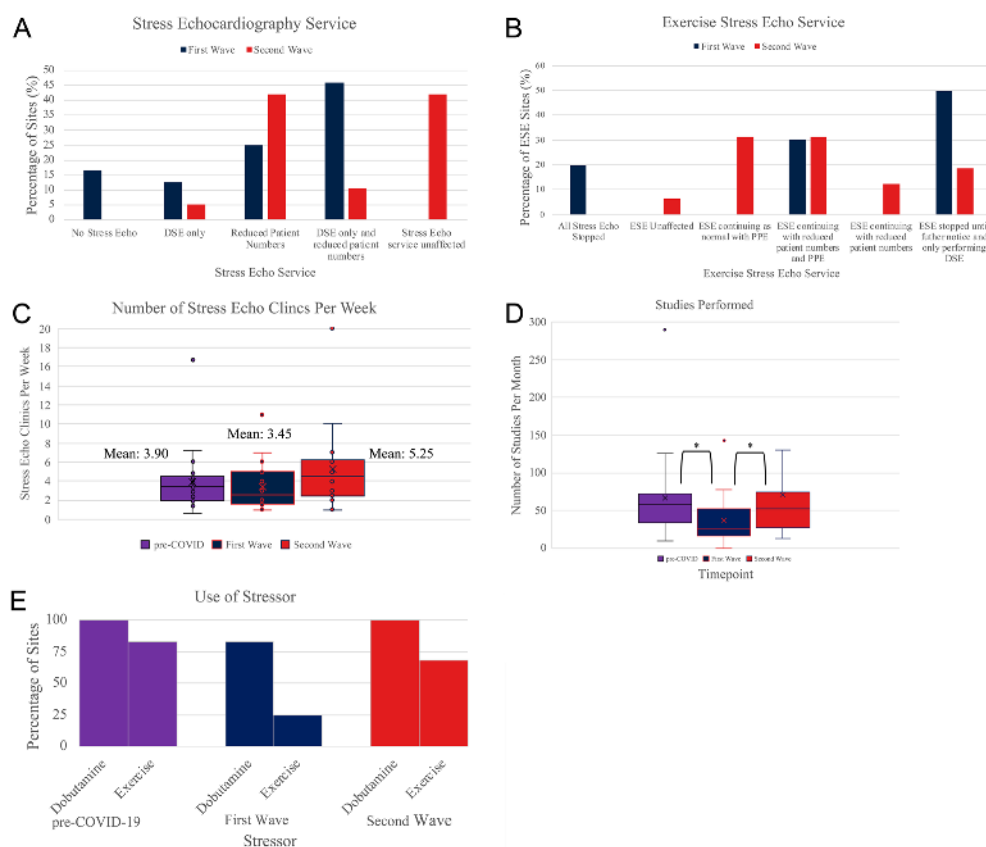 A
Stress Echocardiography Service
First Wave Second Wave
Percentage of Sites (%)
50
45
40
35
30
25
20
15
10
5
0
No Stress Echo
DSE only
Reduced Patient
Numbers
DSE only and
reduced patient
numbers
Stress Echo
service unaffected
Stress Echo Service
B
Exercise Stress Echo Service
First Wave Second Wave
Percentage of ESE Sites (%)
60
50
40
30
20
10
0
All Stress Echo
Stopped
ESE Unaffected
ESE continuing as
normal with PPE
ESE continuing
with reduced
patient numbers
and PPE
ESE continuing
with reduced
patient numbers
ESE stopped until
father notice and
only performing
DSE
Exercise Stress Echo Service
C
Number of Stress Echo Clincs Per Week
Stress Echo Clinics Per Week
20
18
16
14
12
10
8
6
4
2
0
Mean: 3.90
Mean: 3.45
Mean: 5.25
pre-COVID First Wave Second Wave
D
Studies Performed
Number of Studies Per Month
300
250
200
150
100
50
0
* *
pre-COVID First Wave Second Wave
Timepoint
E
Use of Stressor
Percentage of Sites
100
75
50
25
0
Dobutamine
Exercise
Dobutamine
Exercise
Dobutamine
Exercise
pre-COVID-19
First Wave
Second Wave
Stressor